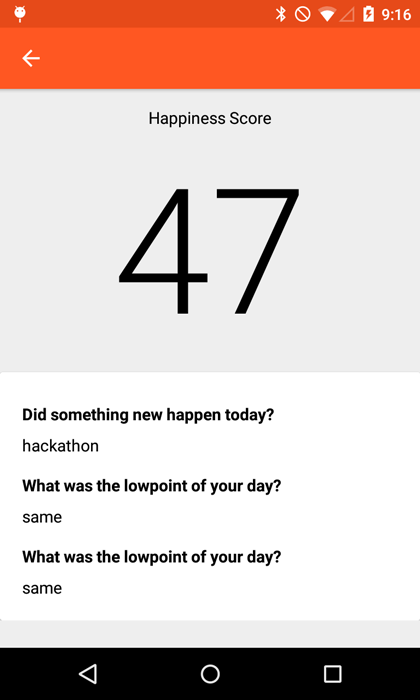 9:16
Happiness Score
47
Did something new happen today?
hackathon
What was the lowpoint of your day?
same
What was the lowpoint of your day?
same